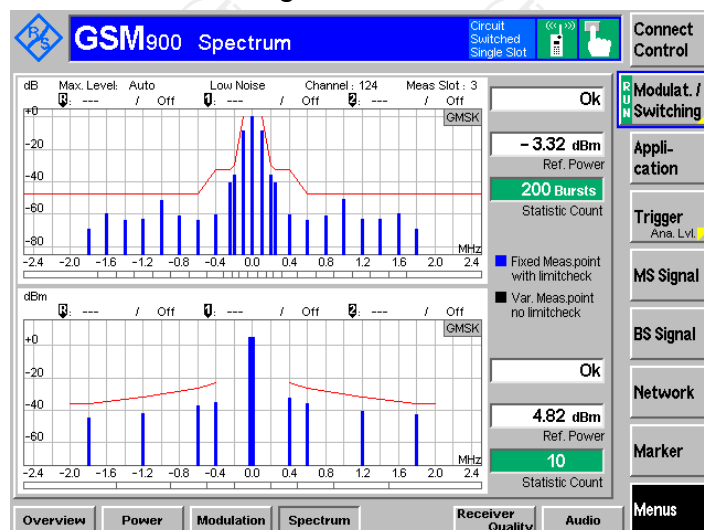 R/S GSM900 Spectrum
Circuit
Switched
Single Slot
Connect
Control
dB Max. Level: Auto Low Noise Channel : 124 Meas Slot : 3
R: --- / Off 1: --- / Off 2: --- / Off
GMSK
+0
-20
-40
-60
-80
MHz
-2.4 -2.0 -1.6 -1.2 -0.8 -0.4 0.0 0.4 0.8 1.2 1.6 2.0 2.4
Ok
-3.32 dBm
Ref. Power
200 Bursts
Statistic Count
Fixed Meas.point
with limitcheck
Var. Meas.point
no limitcheck
dBm
R: --- / Off 1: --- / Off 2: --- / Off
GMSK
+0
-20
-40
-60
MHz
-2.4 -2.0 -1.6 -1.2 -0.8 -0.4 0.0 0.4 0.8 1.2 1.6 2.0 2.4
Ok
4.82 dBm
Ref. Power
10
Statistic Count
RUN
Modulat. /
Switching
Appli-
cation
Trigger
Ana. Lvl.
MS Signal
BS Signal
Network
Marker
Menus
Overview Power Modulation Spectrum Receiver
Quality Audio